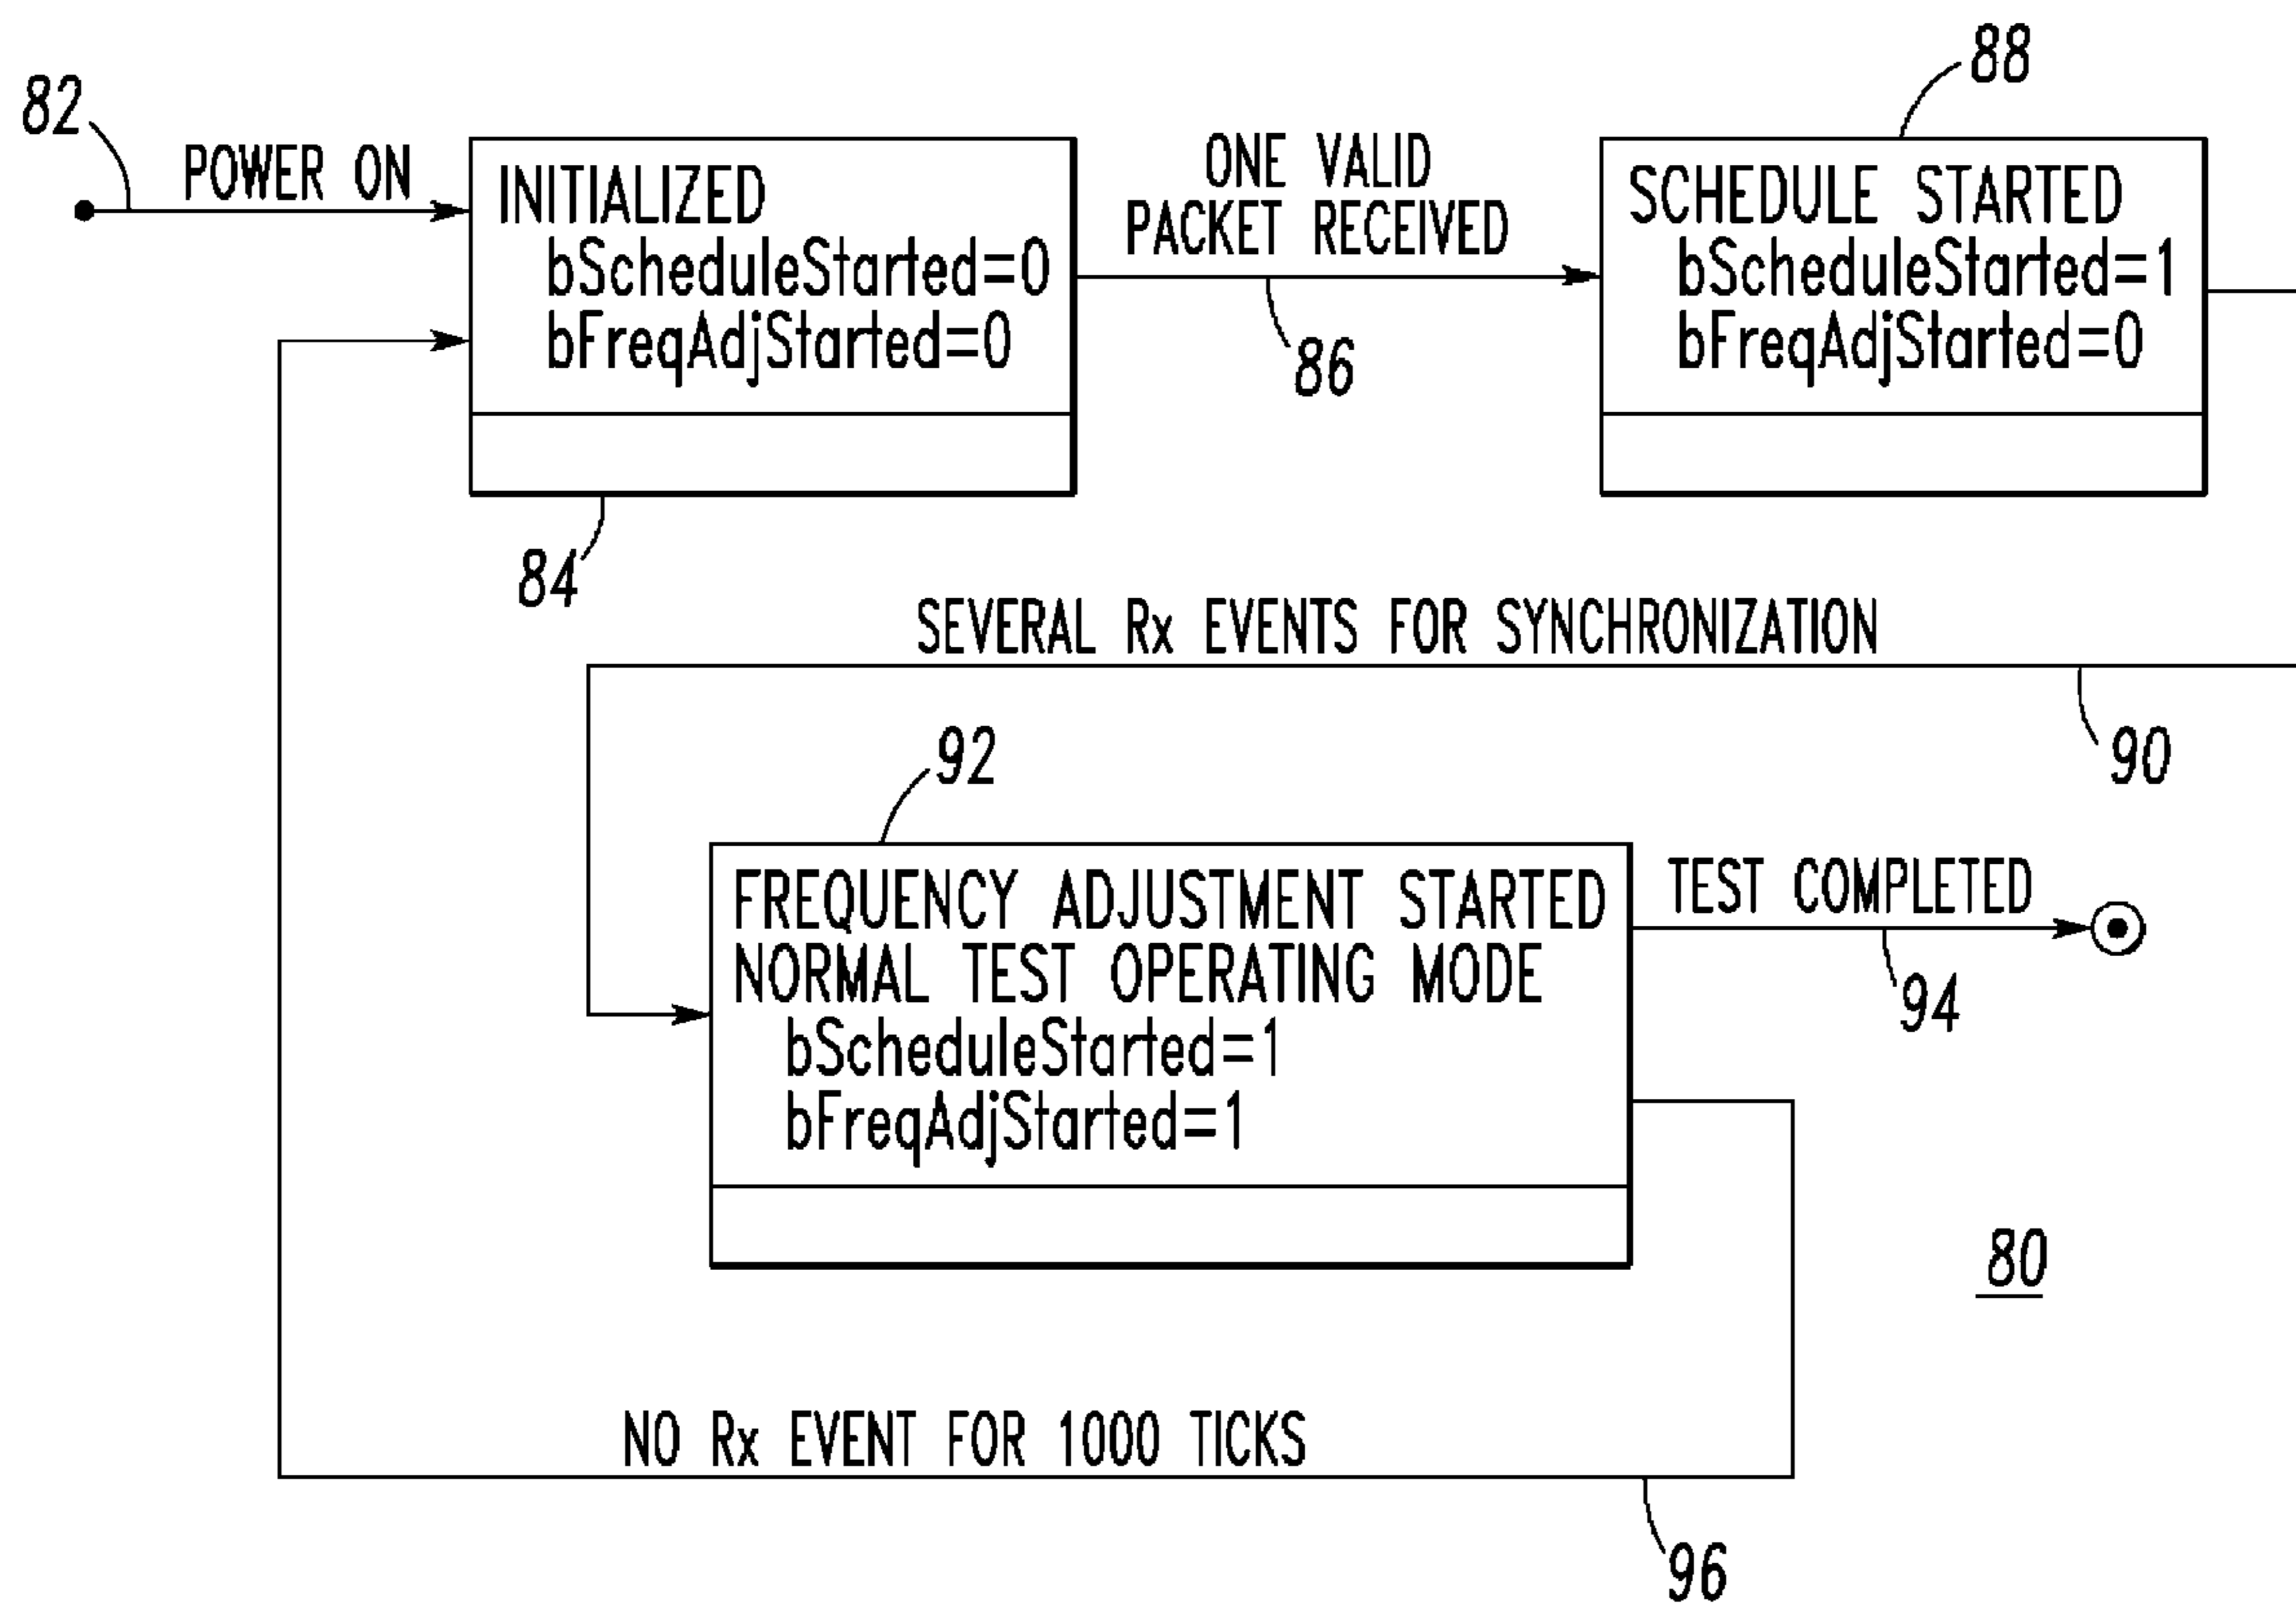 82
POWER ON
INITIALIZED
bScheduleStarted=0
bFreqAdjStarted=0
84
ONE VALID
PACKET RECEIVED
86
88
SCHEDULE STARTED
bScheduleStarted=1
bFreqAdjStarted=0
SEVERAL Rx EVENTS FOR SYNCHRONIZATION
90
92
FREQUENCY ADJUSTMENT STARTED
NORMAL TEST OPERATING MODE
bScheduleStarted=1
bFreqAdjStarted=1
TEST COMPLETED
94
80
NO Rx EVENT FOR 1000 TICKS
96